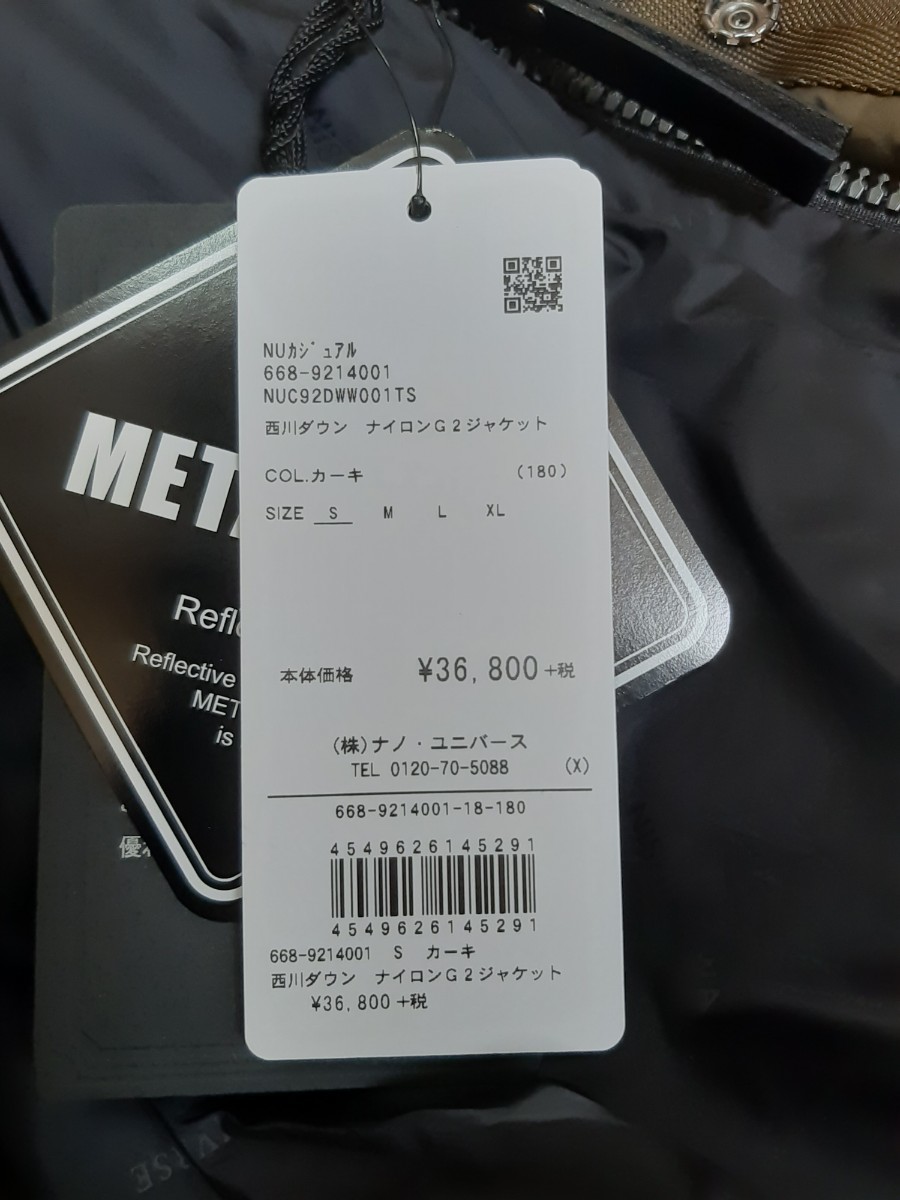 NUｶｼﾞｭｱﾙ
668-9214001
NUC92DWW001TS
西川ダウン　ナイロンG2ジャケット
COL.カーキ (180)
SIZE S M L XL
本体価格 ¥36,800+税
(株)ナノ・ユニバース
TEL 0120-70-5088 (X)
668-9214001-18-180
4549626145291
4549626145291
668-9214001 S カーキ
西川ダウン　ナイロンG2ジャケット
¥36,800+税
MET
Refle
Reflective
MET
is
優れ